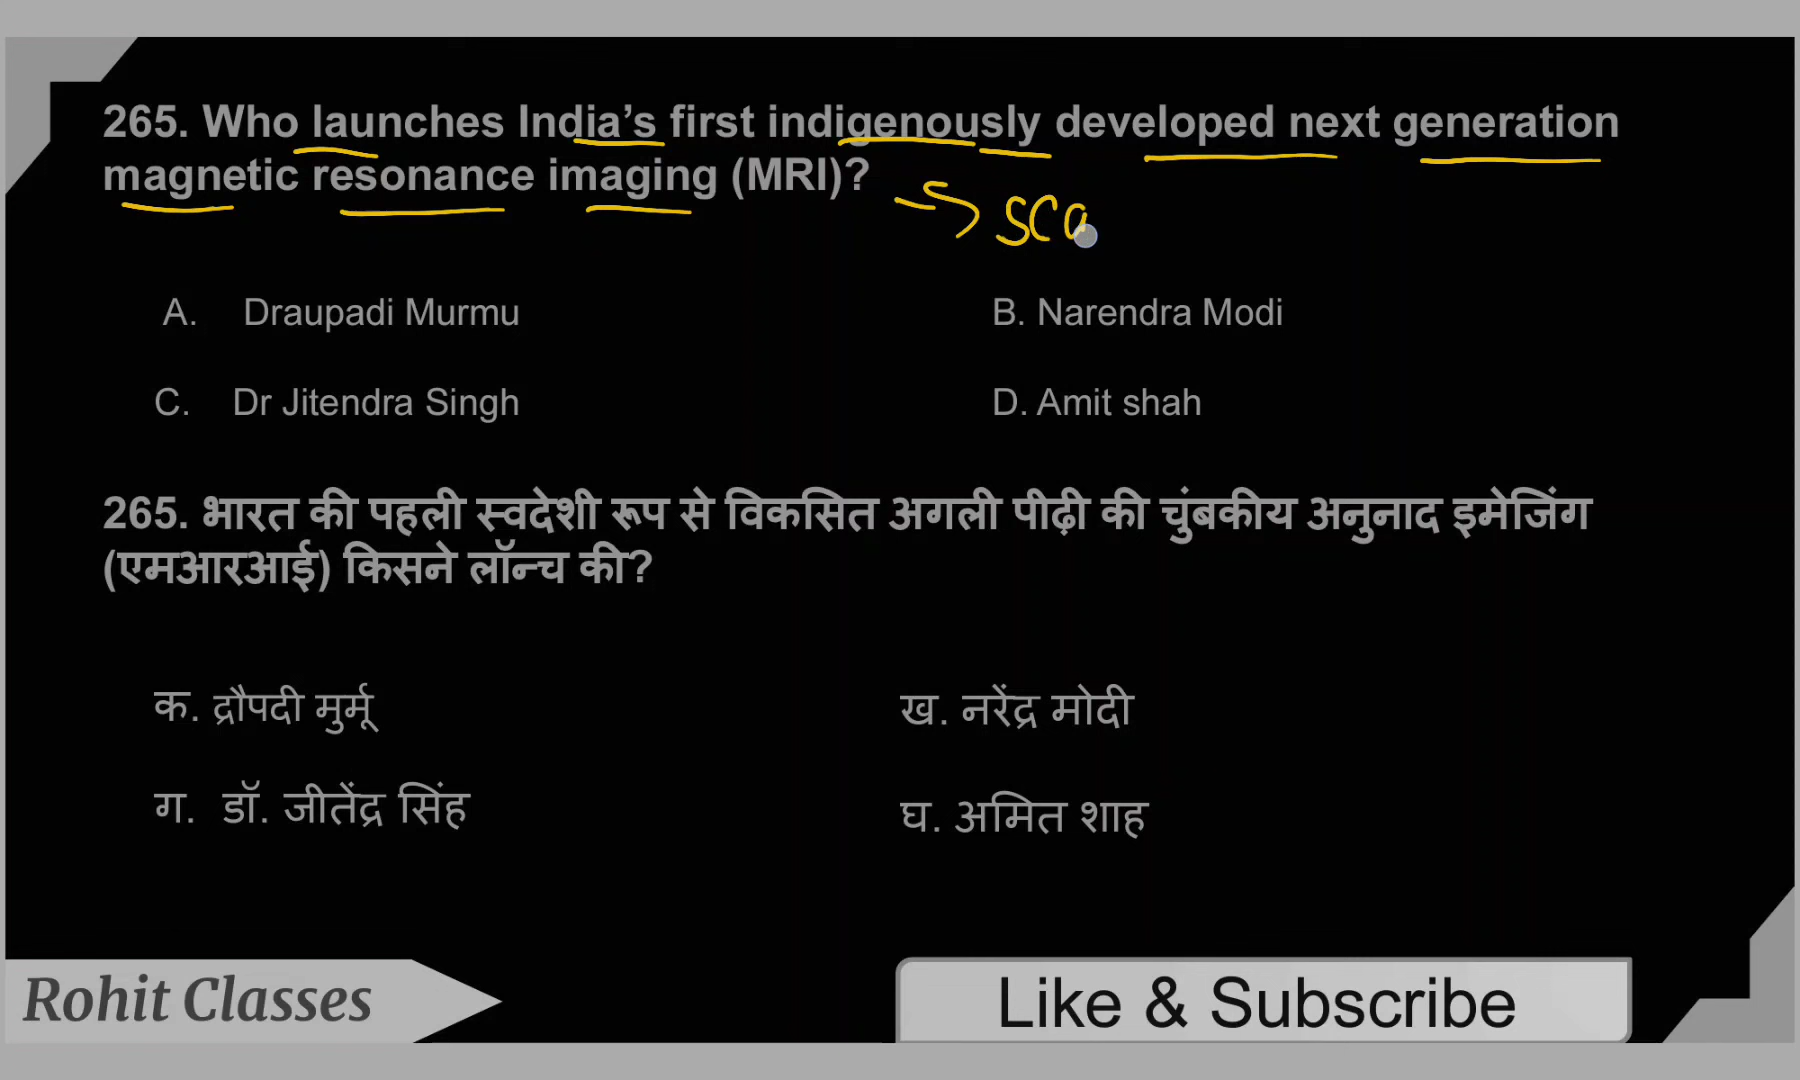 265. Who launches India’s first indigenously developed next generation
magnetic resonance imaging (MRI)?
sca
A. Draupadi Murmu
B. Narendra Modi
C. Dr Jitendra Singh
D. Amit shah
265. भारत की पहली स्वदेशी रूप से विकसित अगली पीढ़ी की चुंबकीय अनुनाद इमेजिंग
(एमआरआई) किसने लॉन्च की?
क. द्रौपदी मुर्मू
ख. नरेंद्र मोदी
ग. डॉ. जीतेंद्र सिंह
घ. अमित शाह
Rohit Classes
Like & Subscribe